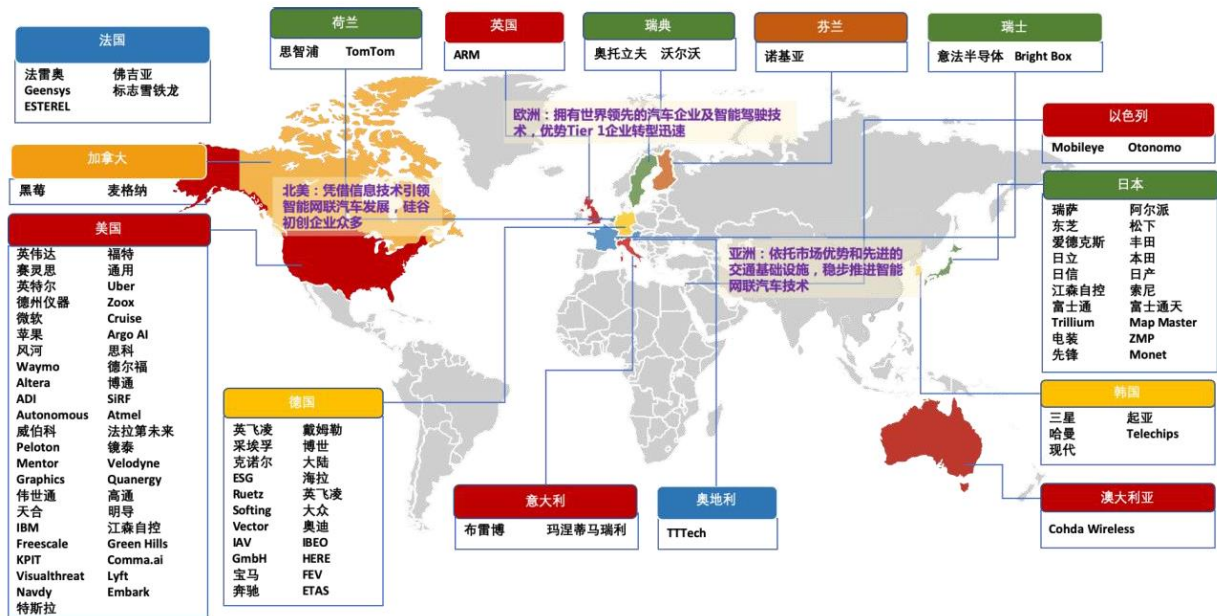 法国
法雷奥 佛吉亚
Geensys 标志雪铁龙
ESTEREL
荷兰
思智浦 TomTom
英国
ARM
瑞典
奥托立夫 沃尔沃
芬兰
诺基亚
瑞士
意法半导体 Bright Box
欧洲：拥有世界领先的汽车企业及智能驾驶技
术，优势Tier 1企业转型迅速
以色列
Mobileye Otonomo
加拿大
黑莓 麦格纳
北美：凭借信息技术引领
智能网联汽车发展，硅谷
初创企业众多
亚洲：依托市场优势和先进的
交通基础设施，稳步推进智能
网联汽车技术
日本
瑞萨 阿尔派
东芝 松下
爱德克斯 丰田
日立 本田
日信 日产
江森自控 索尼
富士通 富士通天
Trillium Map Master
电装 ZMP
先锋 Monet
美国
英伟达 福特
赛灵思 通用
英特尔 Uber
德州仪器 Zoox
微软 Cruise
苹果 Argo AI
风河 思科
Waymo 德尔福
Altera 博通
ADI SiRF
Autonomous Atmel
威伯科 法拉第未来
Peloton 镜泰
Mentor Velodyne
Graphics Quanergy
伟世通 高通
天合 明导
IBM 江森自控
Freescale Green Hills
KPIT Comma.ai
Visualthreat Lyft
Navdy Embark
特斯拉
德国
英飞凌 戴姆勒
采埃孚 博世
克诺尔 大陆
ESG 海拉
Ruetz 英飞凌
Softing 大众
Vector 奥迪
IAV IBEO
GmbH HERE
宝马 FEV
奔驰 ETAS
意大利
布雷博 玛涅蒂马瑞利
奥地利
TTTech
韩国
三星 起亚
哈曼 Telechips
现代
澳大利亚
Cohda Wireless